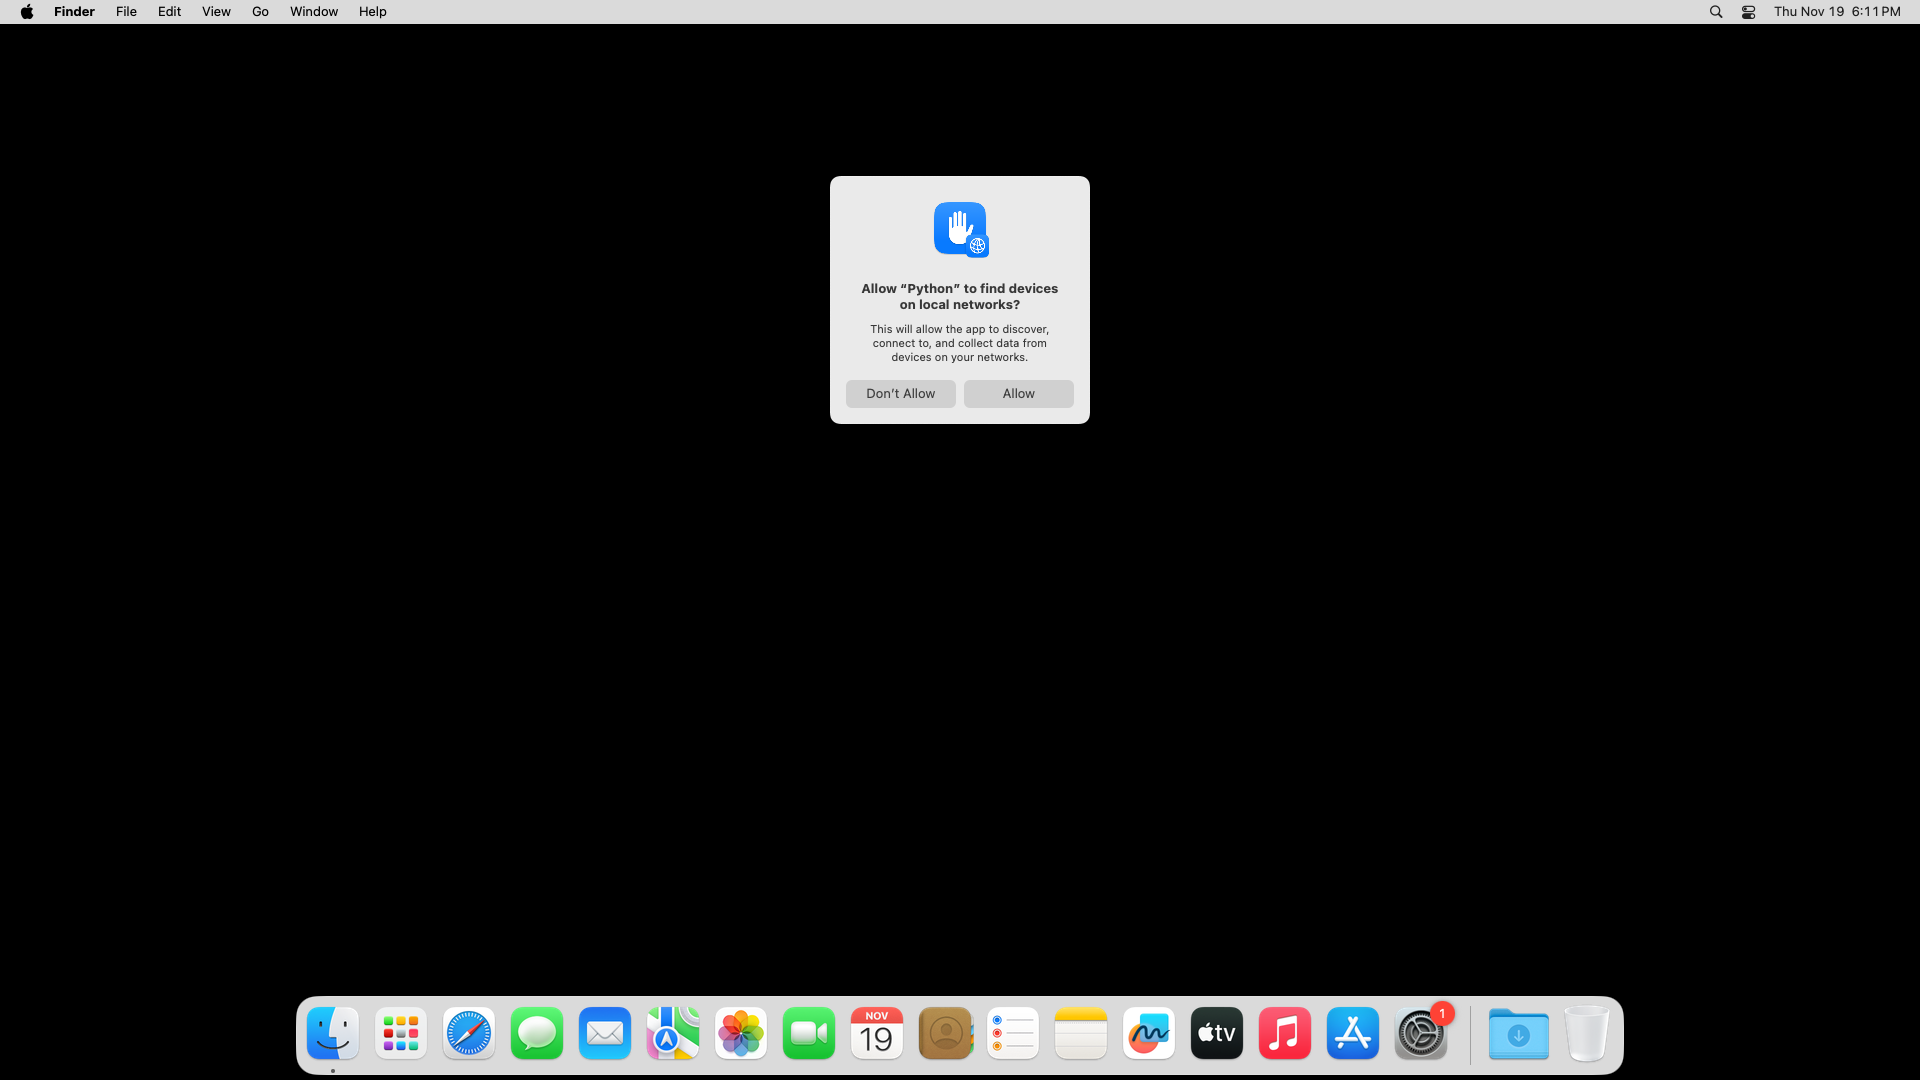 Finder File Edit View Go Window Help Thu Nov 19 6:11 PM
Allow “Python” to find devices
on local networks?
This will allow the app to discover,
connect to, and collect data from
devices on your networks.
Don’t Allow Allow
NOV
19
tv
1